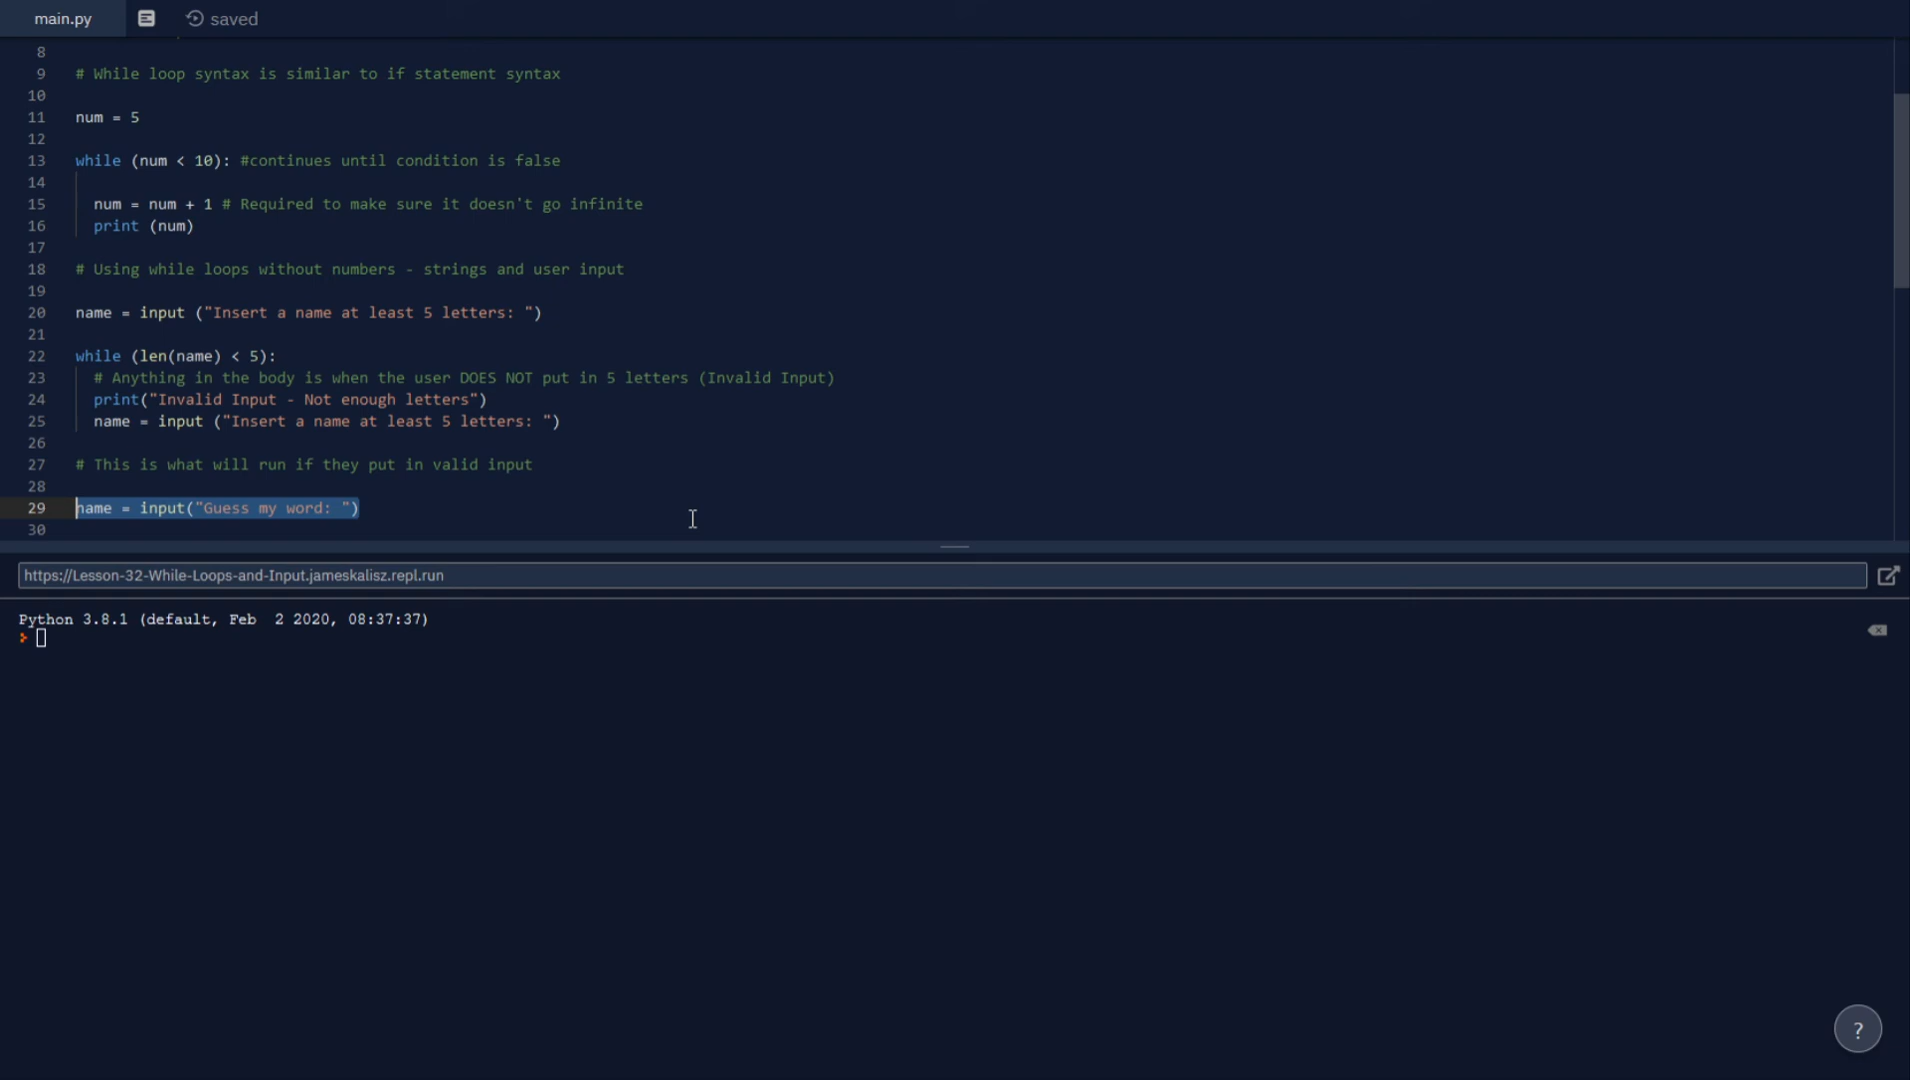 main.py saved
8
9 # While loop syntax is similar to if statement syntax
10
11 num = 5
12
13 while (num < 10): #continues until condition is false
14
15 num = num + 1 # Required to make sure it doesn't go infinite
16 print (num)
17
18 # Using while loops without numbers - strings and user input
19
20 name = input ("Insert a name at least 5 letters: ")
21
22 while (len(name) < 5):
23 # Anything in the body is when the user DOES NOT put in 5 letters (Invalid Input)
24 print("Invalid Input - Not enough letters")
25 name = input ("Insert a name at least 5 letters: ")
26
27 # This is what will run if they put in valid input
28
29 name = input("Guess my word: ")
30
https://Lesson-32-While-Loops-and-Input.jameskalisz.repl.run
Python 3.8.1 (default, Feb  2 2020, 08:37:37)
?